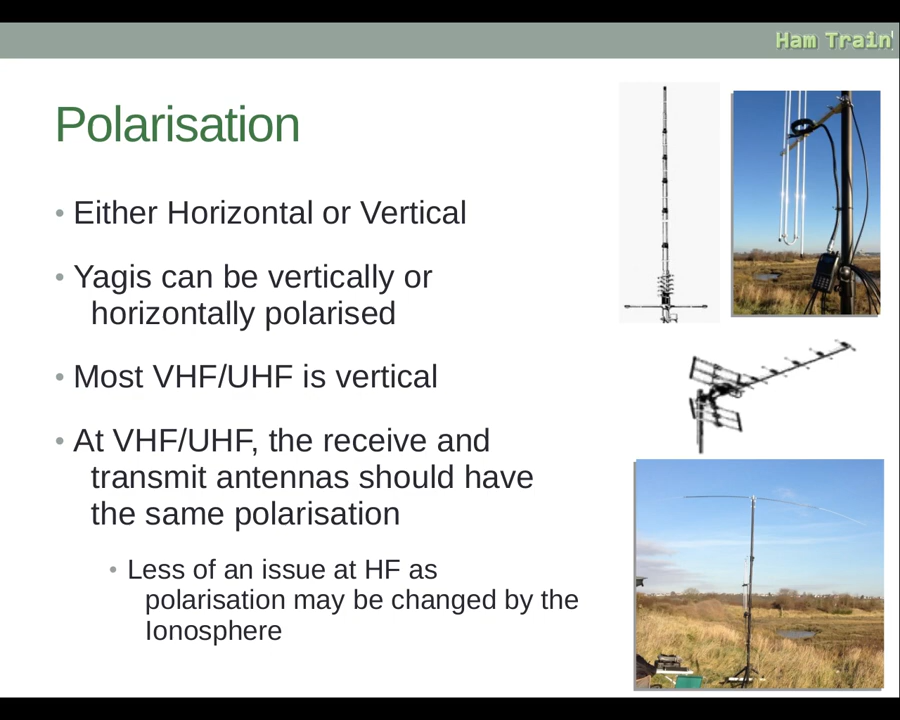 Ham Train
Polarisation
• Either Horizontal or Vertical
• Yagis can be vertically or
horizontally polarised
• Most VHF/UHF is vertical
• At VHF/UHF, the receive and
transmit antennas should have
the same polarisation
• Less of an issue at HF as
polarisation may be changed by the
Ionosphere